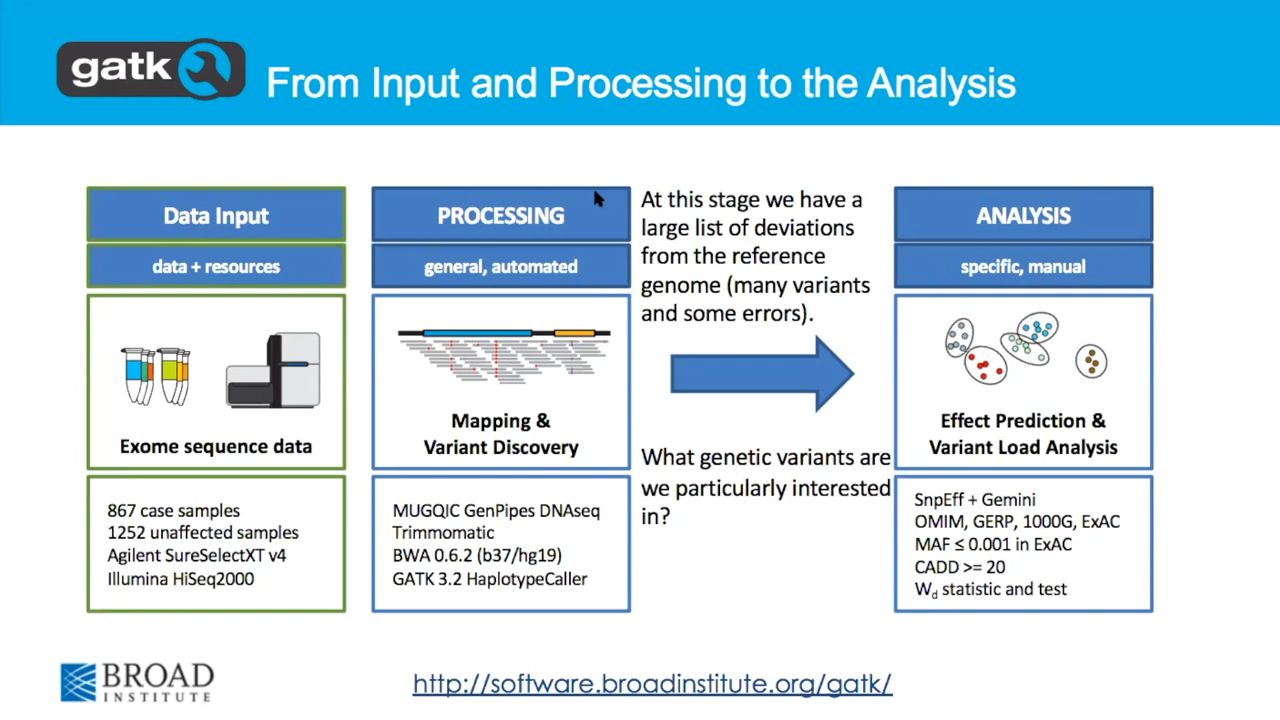 gatk
From Input and Processing to the Analysis
Data Input
data + resources
Exome sequence data
867 case samples
1252 unaffected samples
Agilent SureSelectXT v4
Illumina HiSeq2000
PROCESSING
general, automated
Mapping &
Variant Discovery
MUGQIC GenPipes DNAseq
Trimmomatic
BWA 0.6.2 (b37/hg19)
GATK 3.2 HaplotypeCaller
At this stage we have a
large list of deviations
from the reference
genome (many variants
and some errors).
What genetic variants are
we particularly interested
in?
ANALYSIS
specific, manual
Effect Prediction &
Variant Load Analysis
SnpEff + Gemini
OMIM, GERP, 1000G, ExAC
MAF ≤ 0.001 in ExAC
CADD >= 20
Wd statistic and test
BROAD
INSTITUTE
http://software.broadinstitute.org/gatk/